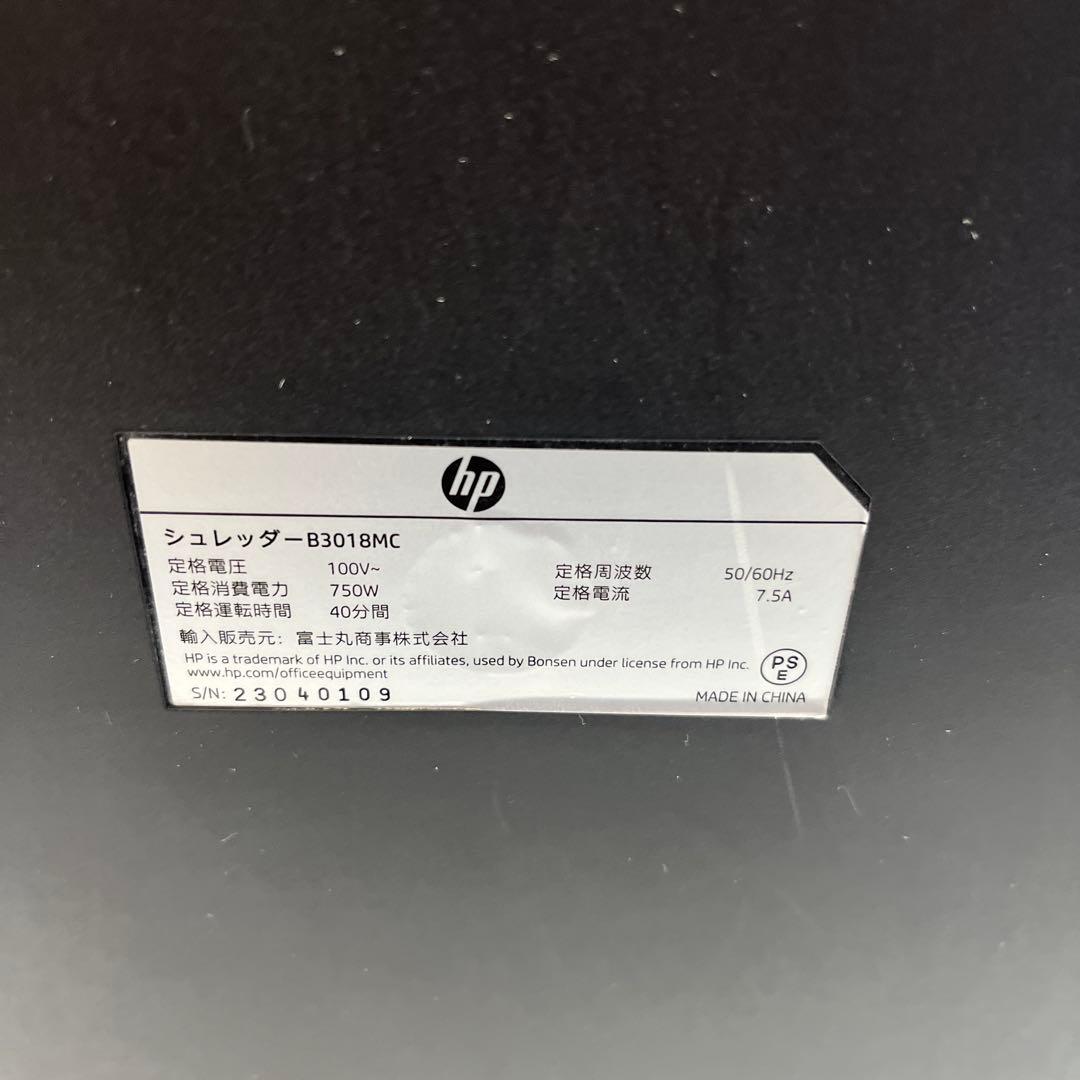 hp
シュレッダーB3018MC
定格電圧 100V~ 定格周波数 50/60Hz
定格消費電力 750W 定格電流 7.5A
定格運転時間 40分間
輸入販売元: 富士丸商事株式会社
HP is a trademark of HP Inc. or its affiliates, used by Bonsen under license from HP Inc.
www.hp.com/officeequipment
PS
E
S/N: 23040109 MADE IN CHINA